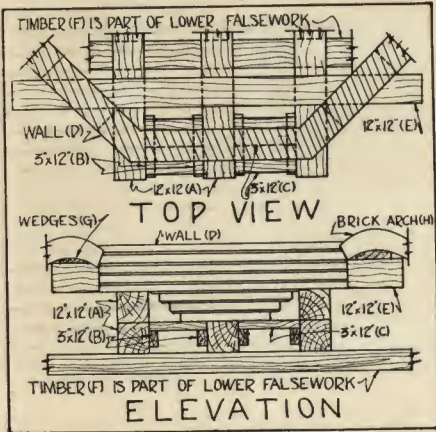 TIMBER (F) IS PART OF LOWER FALSEWORK
WALL (D)
3"x12" (B)
12"x12" (A)
3"x12" (C)
12"x12" (E)
TOP VIEW
WEDGES (G)
WALL (D)
BRICK ARCH (H)
12"x12" (A)
3"x12" (B)
12"x12" (E)
3"x12" (C)
TIMBER (F) IS PART OF LOWER FALSEWORK
ELEVATION